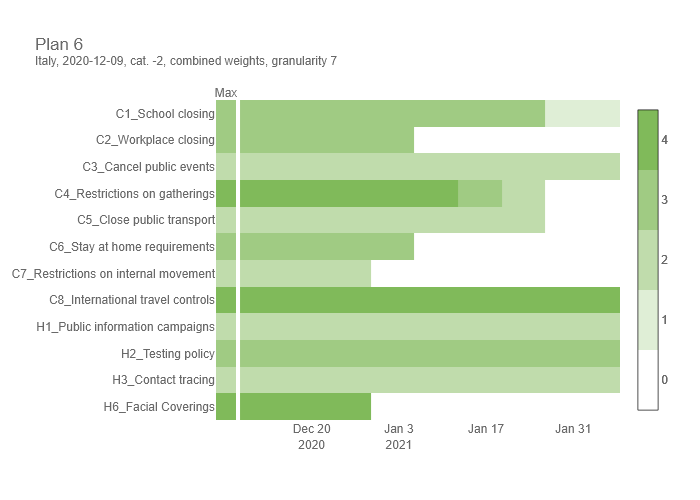 Plan 6
Italy, 2020-12-09, cat. -2, combined weights, granularity 7
Max
C1_School closing
C2_Workplace closing
C3_Cancel public events
C4_Restrictions on gatherings
C5_Close public transport
C6_Stay at home requirements
C7_Restrictions on internal movement
C8_International travel controls
H1_Public information campaigns
H2_Testing policy
H3_Contact tracing
H6_Facial Coverings
Dec 20 Jan 3 Jan 17 Jan 31
2020 2021
4
3
2
1
0